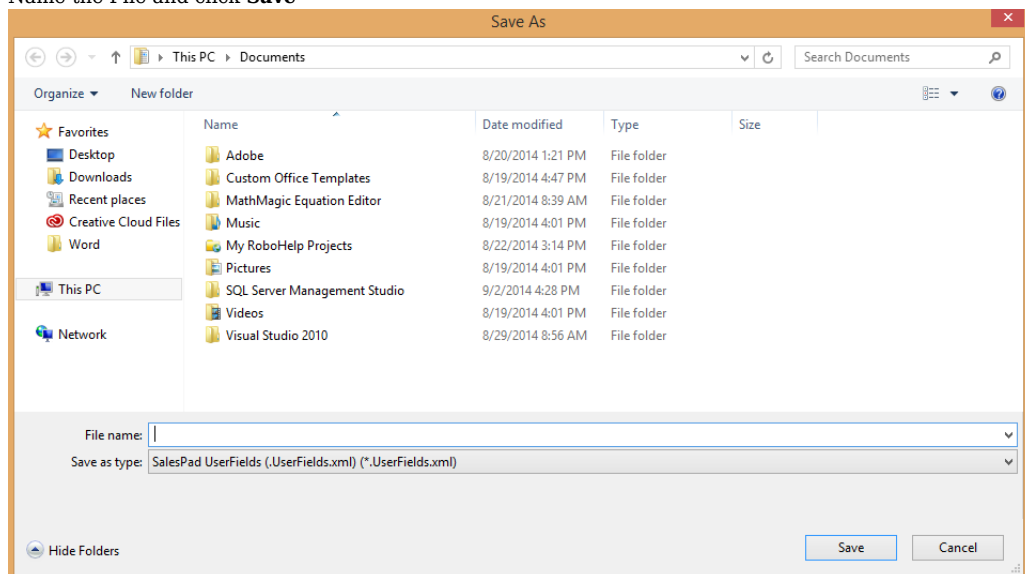 Name the File and click Save
Save As
This PC Documents
Search Documents
Organize New folder
Name Date modified Type Size
Favorites
Desktop
Downloads
Recent places
Creative Cloud Files
Word
This PC
Network
Adobe 8/20/2014 1:21 PM File folder
Custom Office Templates 8/19/2014 4:47 PM File folder
MathMagic Equation Editor 8/21/2014 8:39 AM File folder
Music 8/19/2014 4:01 PM File folder
My RoboHelp Projects 8/22/2014 3:14 PM File folder
Pictures 8/19/2014 4:01 PM File folder
SQL Server Management Studio 9/2/2014 4:28 PM File folder
Videos 8/19/2014 4:01 PM File folder
Visual Studio 2010 8/29/2014 8:56 AM File folder
File name:
Save as type: SalesPad UserFields (.UserFields.xml) (*.UserFields.xml)
Hide Folders
Save Cancel